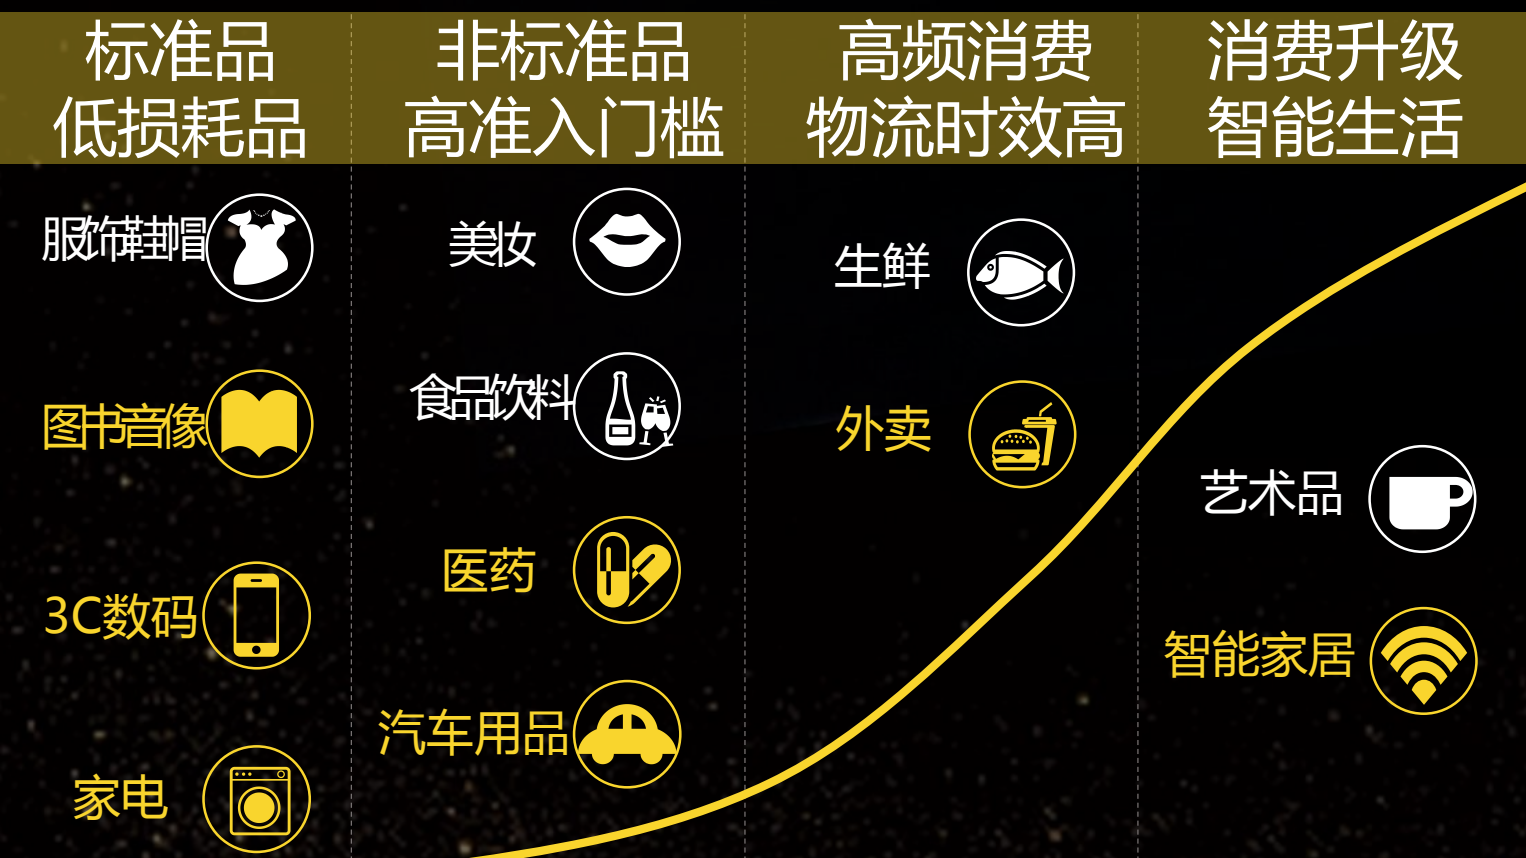 标准品
低损耗品
非标准品
高准入门槛
高频消费
物流时效高
消费升级
智能生活
服饰鞋帽
图书音像
3C数码
家电
美妆
食品饮料
医药
汽车用品
生鲜
外卖
艺术品
智能家居